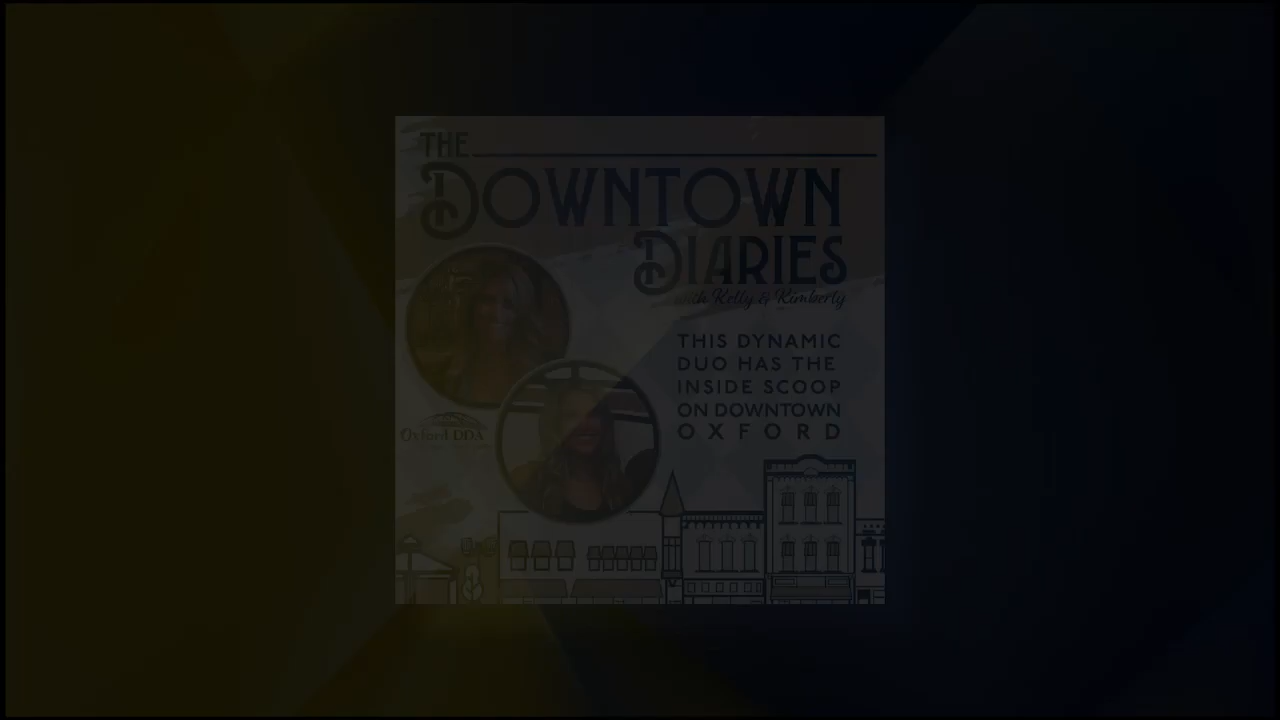 THE
DOWNTOWN
DIARIES
with Kelly & Kimberly
THIS DYNAMIC
DUO HAS THE
INSIDE SCOOP
ON DOWNTOWN
OXFORD
Oxford DDA